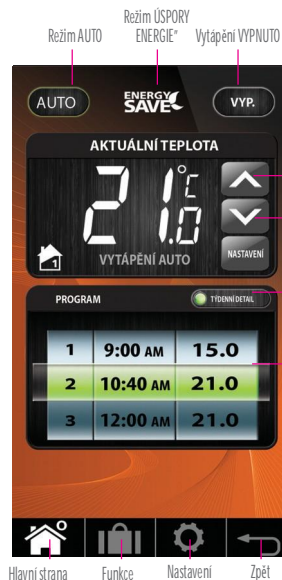 Režim ÚSPORY
Režim AUTO
ENERGIE"
Vytápění VYPNUTO
AUTO
ENERGY
SAVE
VYP.
AKTUÁLNÍ TEPLOTA
21.0°C
NASTAVENÍ
1
VYTÁPĚNÍ AUTO
PROGRAM
TÝDENNÍ DETAIL
1 9:00 AM 15.0
2 10:40 AM 21.0
3 12:00 AM 21.0
Hlavní strana
Funkce
Nastavení
Zpět